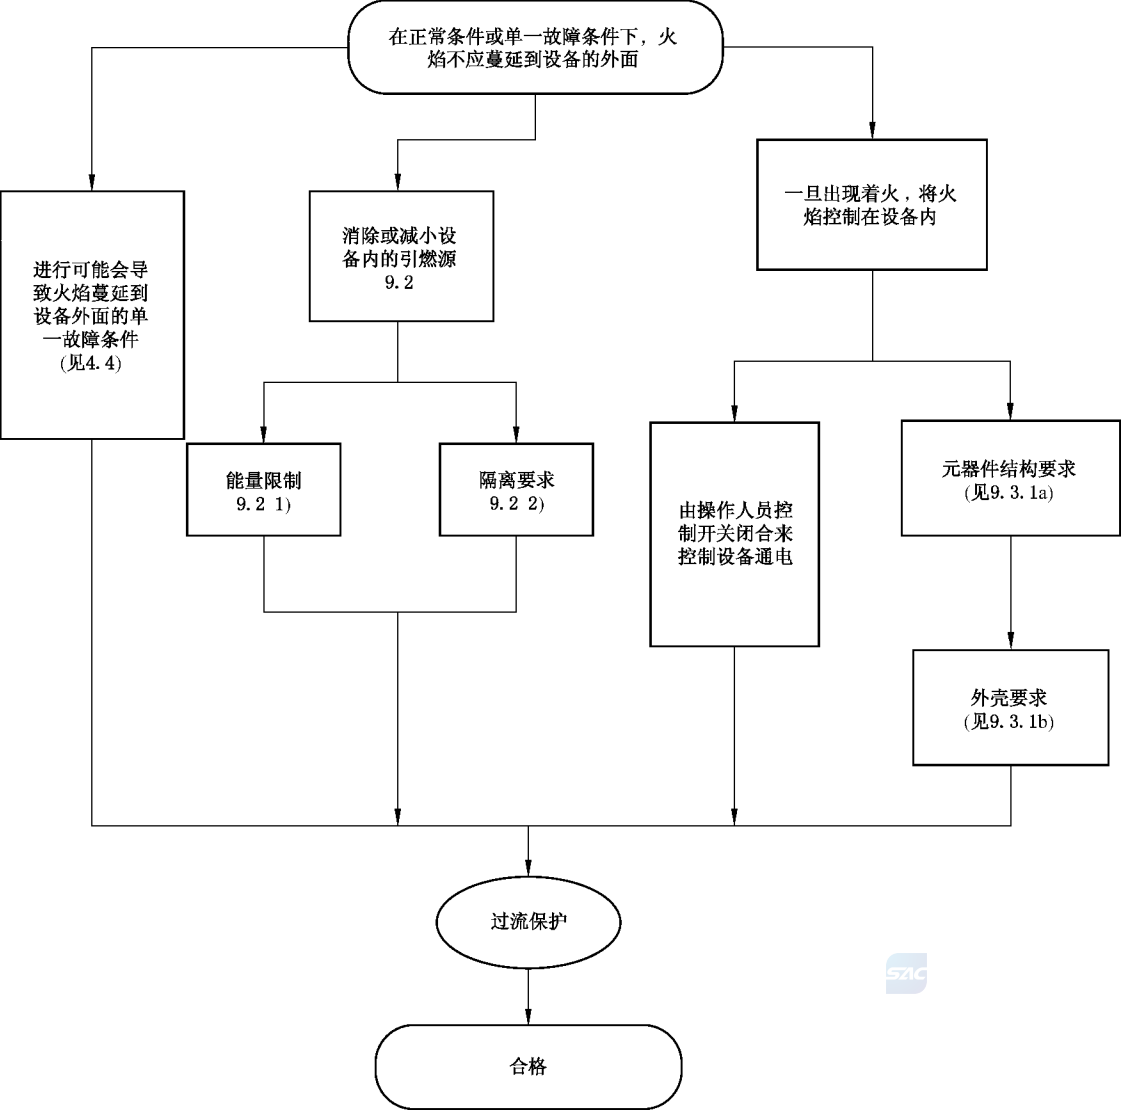 在正常条件或单一故障条件下，火
焰不应蔓延到设备的外面
一旦出现着火，将火
焰控制在设备内
消除或减小设
备内的引燃源
9.2
进行可能会导
致火焰蔓延到
设备外面的单
一故障条件
(见4.4)
能量限制
9.2 1)
隔离要求
9.2 2)
由操作人员控
制开关闭合来
控制设备通电
元器件结构要求
(见9.3.1a)
外壳要求
(见9.3.1b)
过流保护
SAC
合格